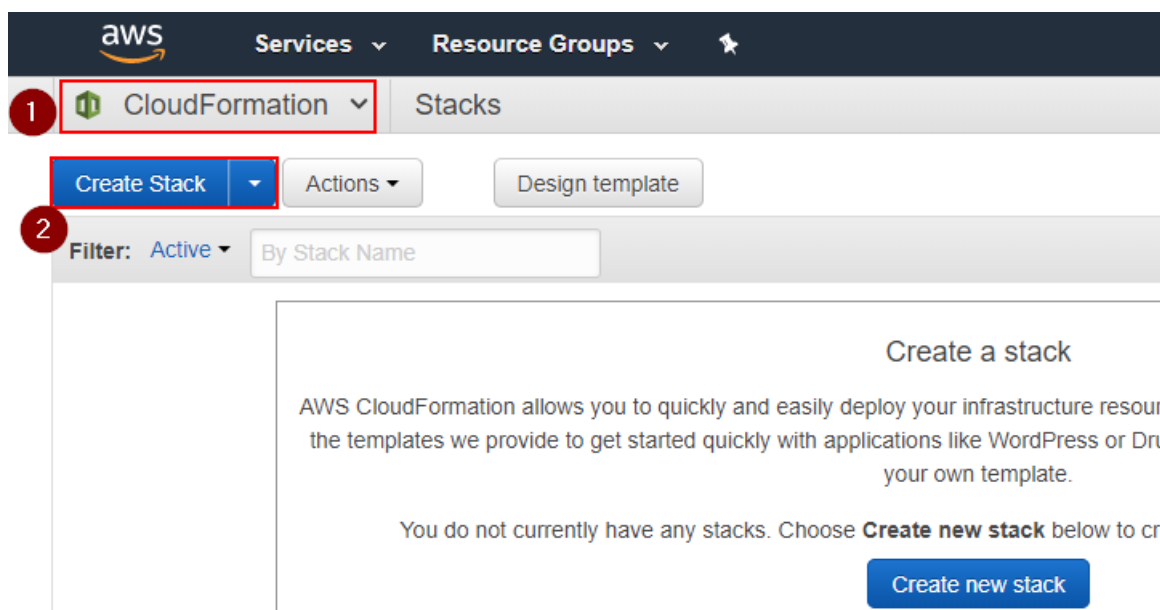 aws Services Resource Groups
1 CloudFormation Stacks
Create Stack Actions Design template
2
Filter: Active By Stack Name
Create a stack
AWS CloudFormation allows you to quickly and easily deploy your infrastructure
the templates we provide to get started quickly with applications like WordPress or
your own template.
You do not currently have any stacks. Choose Create new stack below to
Create new stack